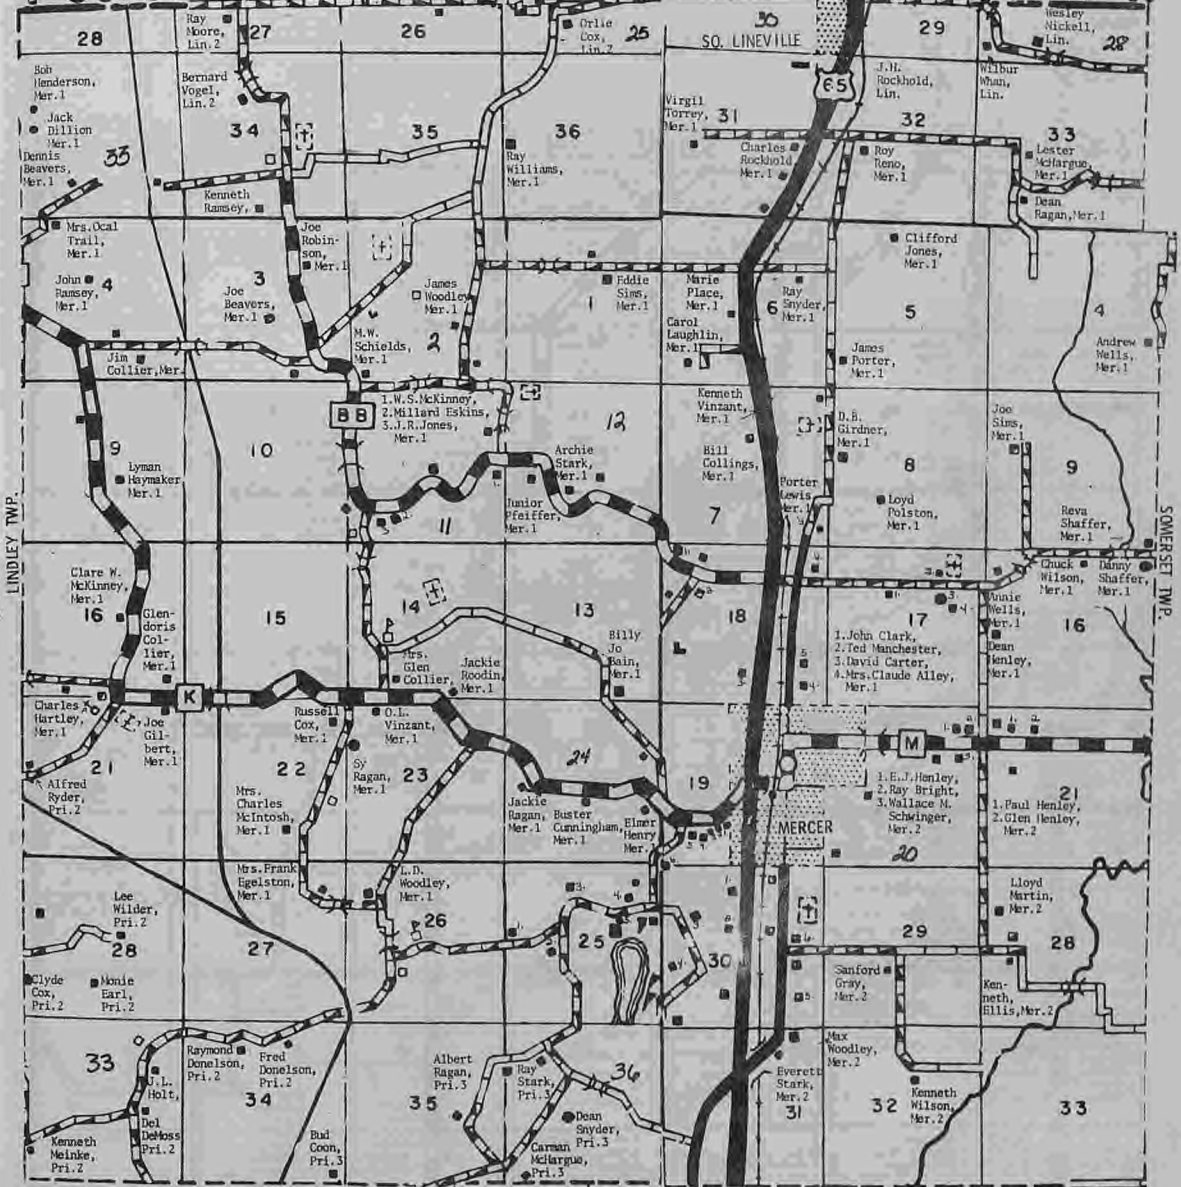 28
Ray
Moore,
Lin.2
27
26
Orlie
Cox,
Lin.2
25
30
SO. LINEVILLE
29
Wesley
Nickell,
Lin.
28
65
Bob
Henderson,
Mer.1
Jack
Dillion
Mer.1
Dennis
Beavers,
Mer.1
33
Bernard
Vogel,
Lin.2
34
Kenneth
Ramsey,
35
36
Ray
Williams,
Mer.1
Virgil
Torrey,
Mer.1
31
Charles
Rockhold
Mer.1
J.H.
Rockhold,
Lin.
32
Roy
Reno,
Mer.1
Wilbur
Whan,
Lin.
33
Lester
McHargue,
Mer.1
Dean
Ragan,Mer.1
Mrs.Ocal
Trail,
Mer.1
John
Ramsey,
Mer.1
4
3
Joe
Robin-
son,
Mer.1
Joe
Beavers,
Mer.1
Jim
Collier,Mer.
James
Woodley
Mer.1
M.W.
Schields,
Mer.1
2
1
Eddie
Sims,
Mer.1
Marie
Place,
Mer.1
Carol
Laughlin,
Mer.1
6
Ray
Snyder,
Mer.1
Clifford
Jones,
Mer.1
5
James
Porter,
Mer.1
4
Andrew
Wells,
Mer.1
BB
1.W.S.McKinney,
2.Millard Eskins,
3.J.R.Jones,
Mer.1
9
Lyman
Haymaker
Mer.1
10
11
12
Archie
Stark,
Mer.1
Junior
Pfeiffer,
Mer.1
Kenneth
Vinzant,
Mer.1
Bill
Collings,
Mer.1
7
Porter
Lewis
Mer.1
D.B.
Girdner,
Mer.1
8
Loyd
Polston,
Mer.1
Joe
Sims,
Mer.1
9
Reva
Shaffer,
Mer.1
LINDLEY TWP.
SOMERSET TWP.
Chuck
Wilson,
Mer.1
Danny
Shaffer,
Mer.1
Clare W.
McKinney,
Mer.1
16
Glen-
doris
Col-
lier,
Mer.1
15
14
13
Billy
Jo
Bain,
Mer.1
Mrs.
Glen
Collier,
Jackie
Roodin,
Mer.1
18
L
17
1.John Clark,
2.Ted Manchester,
3.David Carter,
4.Mrs.Claude Alley,
Mer.1
Annie
Wells,
Mer.1
Dean
Henley,
Mer.1
16
K
Charles
Hartley,
Mer.1
Joe
Gil-
bert,
Mer.1
21
Alfred
Ryder,
Pri.2
Russell
Cox,
Mer.1
O.L.
Vinzant,
Mer.1
22
Sy
Ragan,
Mer.1
23
24
Mrs.
Charles
McIntosh,
Mer.1
Jackie
Ragan,
Mer.1
Buster
Cunningham,
Mer.1
Elmer
Henry
Mer.1
19
MERCER
M
1.E.J.Henley,
2.Ray Bright,
3.Wallace M.
Schwinger,
Mer.2
20
21
1.Paul Henley,
2.Glen Henley,
Mer.2
Mrs.Frank
Egelston,
Mer.1
L.D.
Woodley,
Mer.1
26
Lee
Wilder,
Pri.2
28
27
25
30
29
Lloyd
Martin,
Mer.2
28
Clyde
Cox,
Pri.2
Monie
Earl,
Pri.2
Sanford
Gray,
Mer.2
Ken-
neth,
Ellis,Mer.2
33
Raymond
Donelson,
Pri.2
Fred
Donelson,
Pri.2
J.L.
Holt,
34
Del
DeMoss
Pri.2
Kenneth
Meinke,
Pri.2
Bud
Coon,
Pri.3
Albert
Ragan,
Pri.3
35
Ray
Stark,
Pri.3
36
Dean
Snyder,
Pri.3
Carman
McHargue,
Pri.3
Max
Woodley,
Mer.2
Everett
Stark,
Mer.2
31
32
Kenneth
Wilson,
Mer.2
33